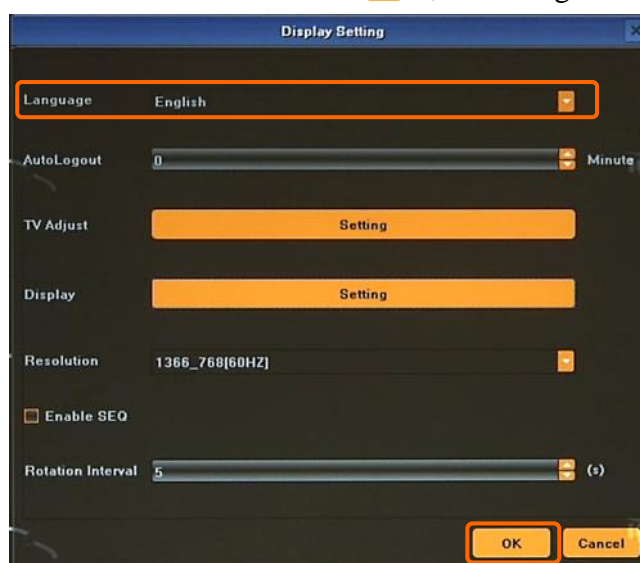 Display Setting
Language English
AutoLogout 0 Minute
TV Adjust Setting
Display Setting
Resolution 1366_768[60HZ]
Enable SEQ
Rotation Interval 5 (s)
OK Cancel